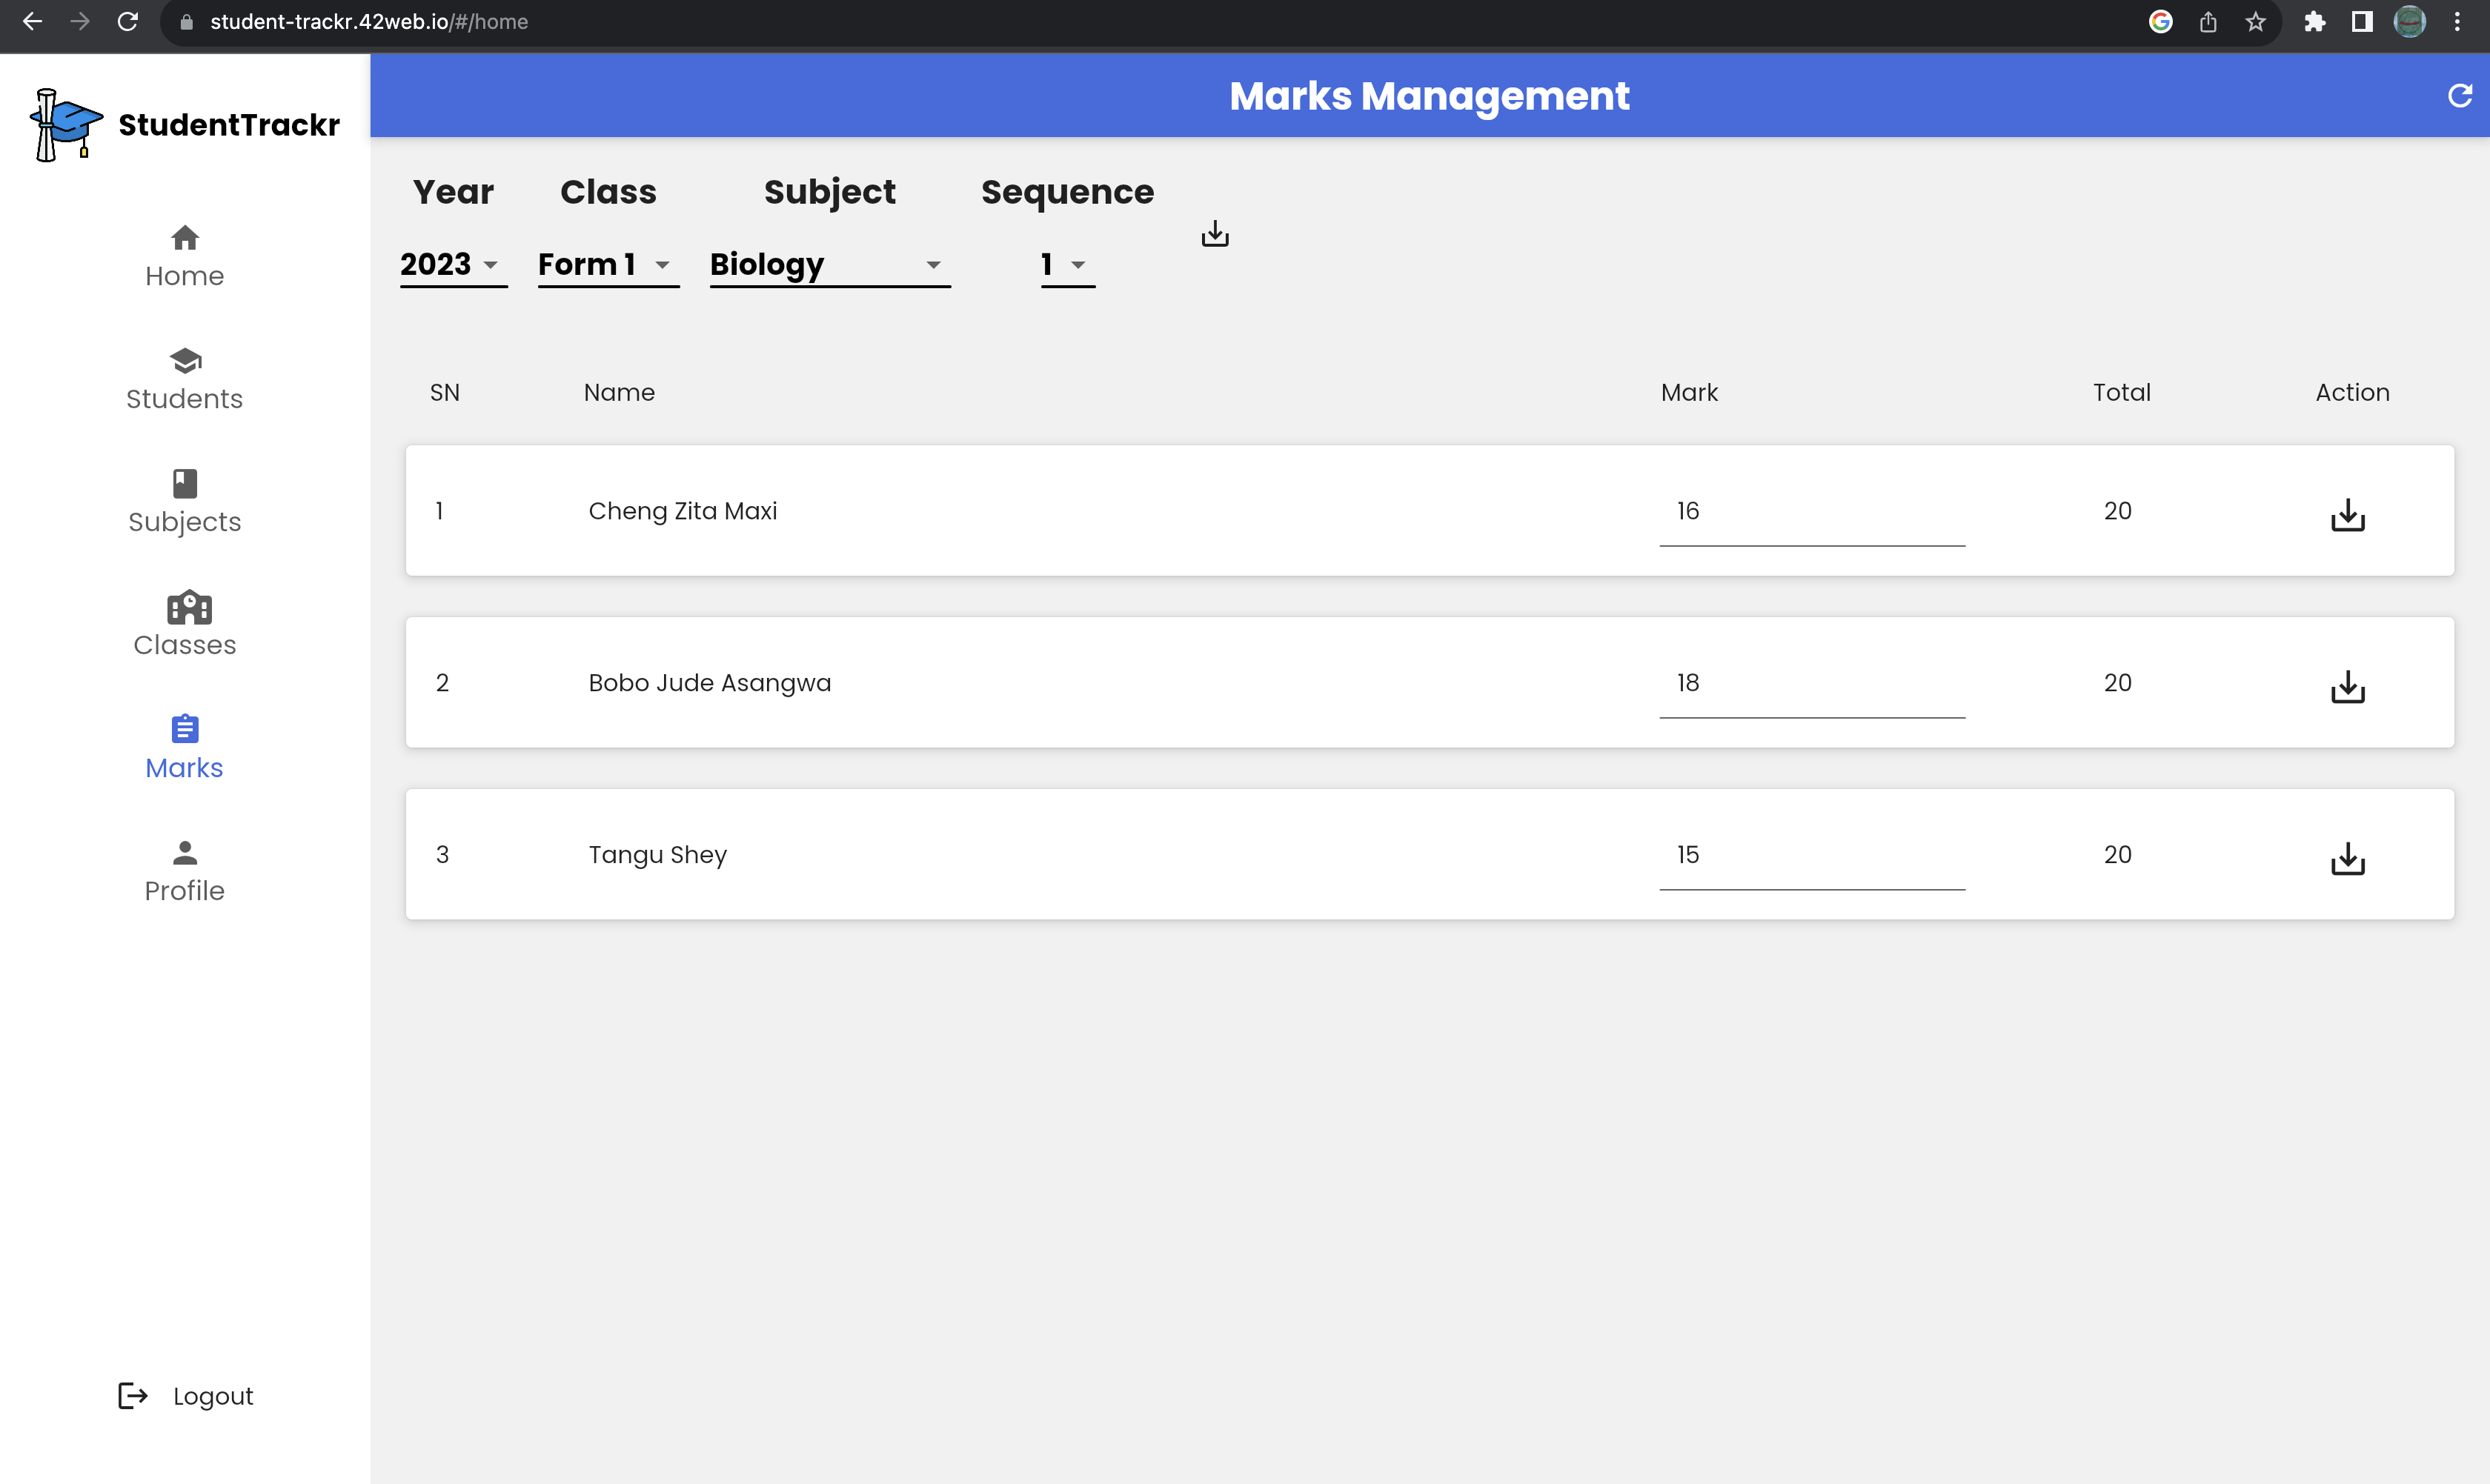 student-trackr.42web.io/#/home
StudentTrackr
Home
Students
Subjects
Classes
Marks
Profile
Logout
Marks Management
Year Class Subject Sequence
2023 Form 1 Biology 1
SN Name Mark Total Action
1 Cheng Zita Maxi 16 20
2 Bobo Jude Asangwa 18 20
3 Tangu Shey 15 20